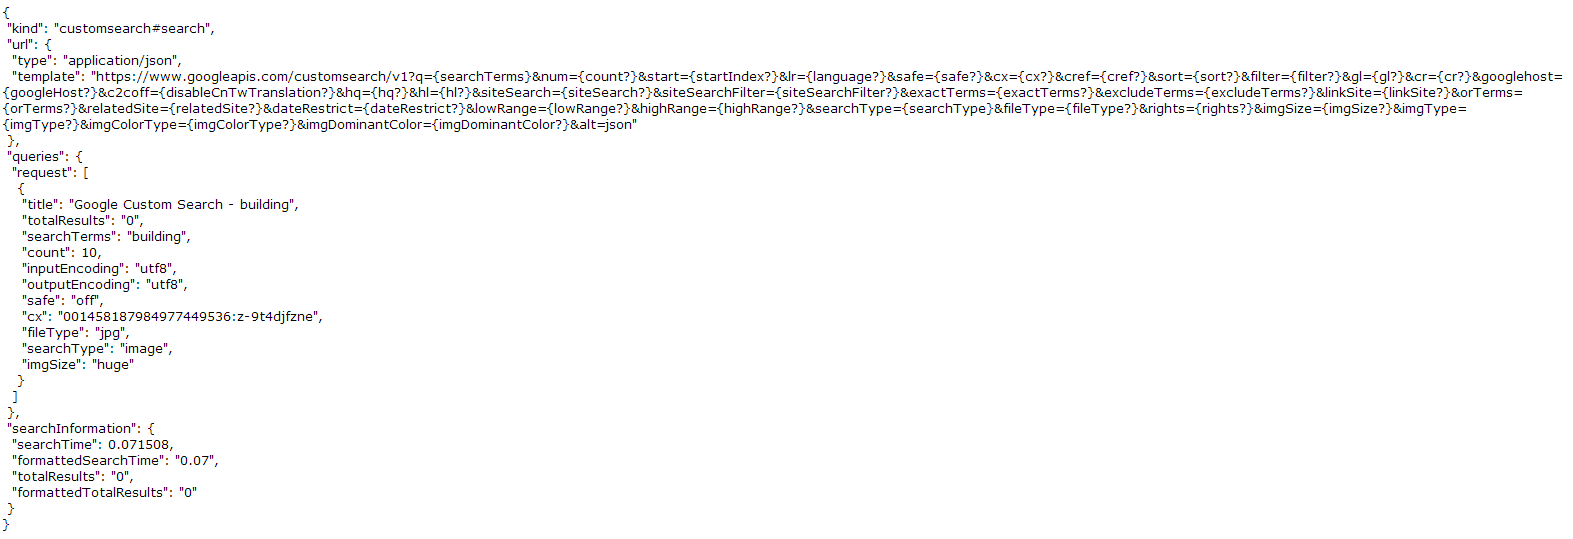 {
 "kind": "customsearch#search",
 "url": {
  "type": "application/json",
  "template": "https://www.googleapis.com/customsearch/v1?q={searchTerms}&num={count?}&start={startIndex?}&lr={language?}&safe={safe?}&cx={cx?}&cref={cref?}&sort={sort?}&filter={filter?}&gl={gl?}&cr={cr?}&googlehost=
{googleHost?}&c2coff={disableCnTwTranslation?}&hq={hq?}&hl={hl?}&siteSearch={siteSearch?}&siteSearchFilter={siteSearchFilter?}&exactTerms={exactTerms?}&excludeTerms={excludeTerms?}&linkSite={linkSite?}&orTerms=
{orTerms?}&relatedSite={relatedSite?}&dateRestrict={dateRestrict?}&lowRange={lowRange?}&highRange={highRange?}&searchType={searchType}&fileType={fileType?}&rights={rights?}&imgSize={imgSize?}&imgType=
{imgType?}&imgColorType={imgColorType?}&imgDominantColor={imgDominantColor?}&alt=json"
 },
 "queries": {
  "request": [
   {
    "title": "Google Custom Search - building",
    "totalResults": "0",
    "searchTerms": "building",
    "count": 10,
    "inputEncoding": "utf8",
    "outputEncoding": "utf8",
    "safe": "off",
    "cx": "001458187984977449536:z-9t4djfzne",
    "fileType": "jpg",
    "searchType": "image",
    "imgSize": "huge"
   }
  ]
 },
 "searchInformation": {
  "searchTime": 0.071508,
  "formattedSearchTime": "0.07",
  "totalResults": "0",
  "formattedTotalResults": "0"
 }
}